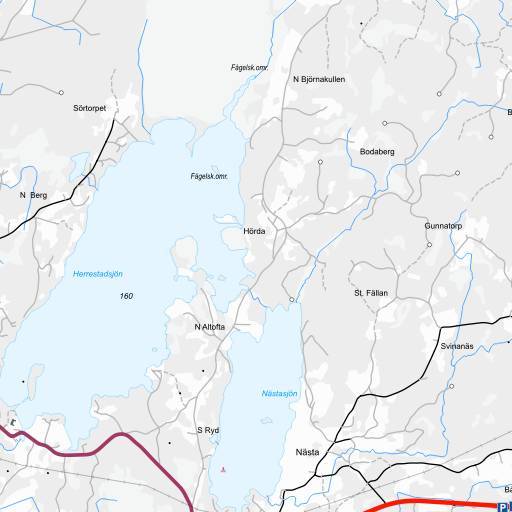 Fågelsk.omr.
N Björnakullen
Sörtorpet
Bodaberg
Fågelsk.omr.
N Berg
Gunnatorp
Hörda
Herrestadsjön
160
St. Fällan
N Altofta
Svinanäs
Nästasjön
S Ryd
Nästa
P